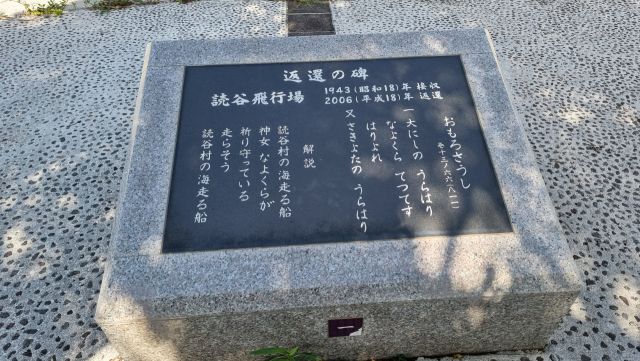 返還の碑
読谷飛行場
1943(昭和18)年 接収
2006(平成18)年 返還
おもろさうし
一大にしの うらはり
なよくら てつてす
はりよれ
又さきよたの うらはり
解説
読谷村の海走る船
神女 なよくらが
祈り守っている
走らそう
読谷村の海走る船
一